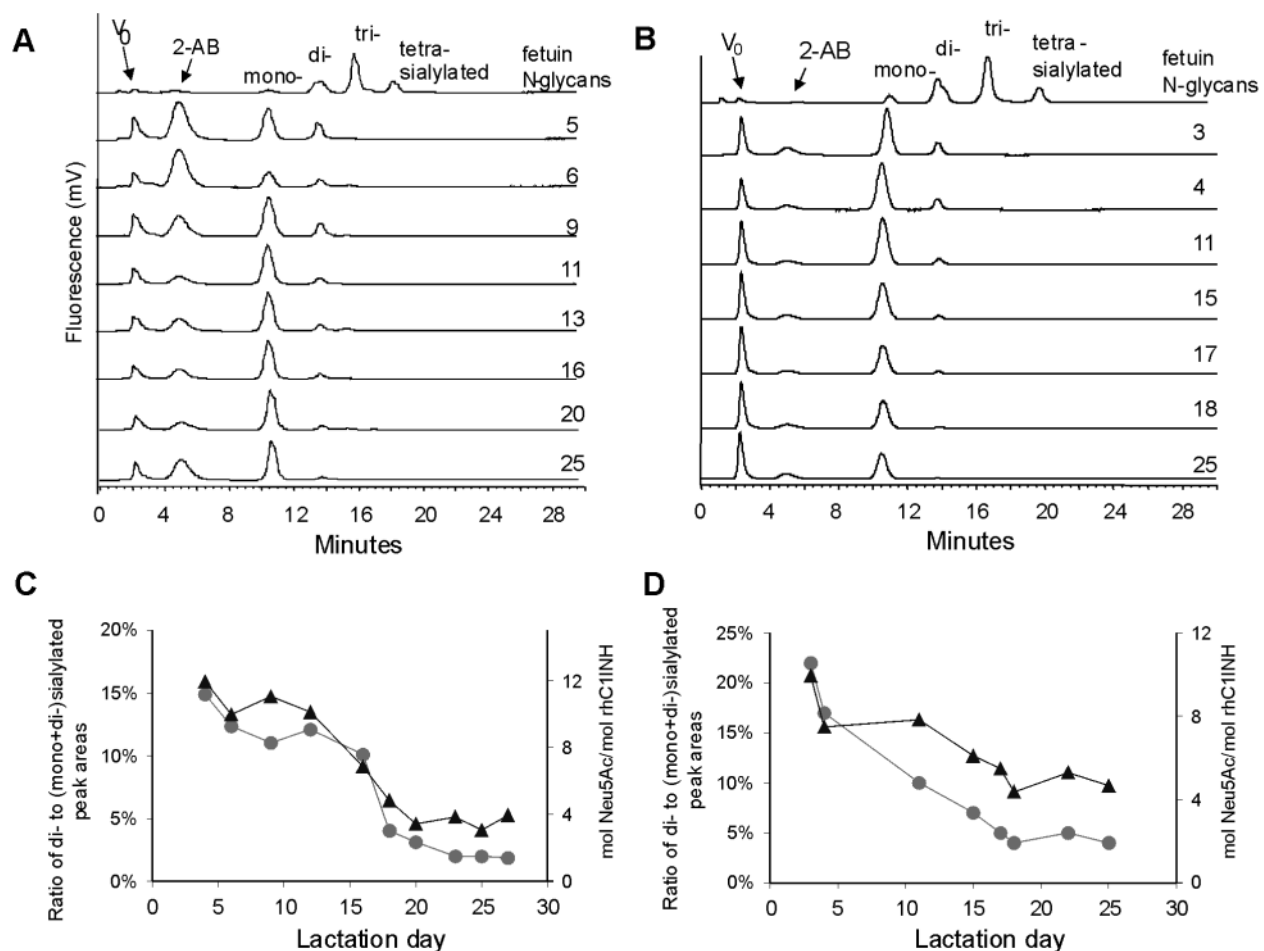 A
V0
2-AB
mono-
di-
tri-
tetra-
sialylated
fetuin
N-glycans
5
6
9
11
13
16
20
25
Fluorescence (mV)
0 4 8 12 16 20 24 28
Minutes
B
V0
2-AB
mono-
di-
tri-
tetra -
sialylated
fetuin
N-glycans
3
4
11
15
17
18
25
0 4 8 12 16 20 24 28
Minutes
C
Ratio of di- to (mono+di-)sialylated
peak areas
20%
15%
10%
5%
0%
12
8
4
0
mol Neu5Ac/mol rhC1INH
0 5 10 15 20 25 30
Lactation day
D
Ratio of di- to (mono+di-)sialylated
peak areas
25%
20%
15%
10%
5%
0%
12
8
4
0
mol Neu5Ac/mol rhC1INH
0 5 10 15 20 25 30
Lactation day